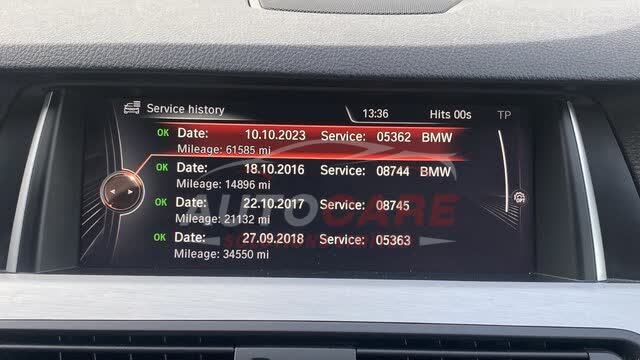 Service history 13:36 Hits 00s TP
OK Date: 10.10.2023 Service: 05362 BMW
Mileage: 61585 mi
OK Date: 18.10.2016 Service: 08744 BMW
Mileage: 14896 mi
OK Date: 22.10.2017 Service: 08745
Mileage: 21132 mi
OK Date: 27.09.2018 Service: 05363
Mileage: 34550 mi
AUTOCARE